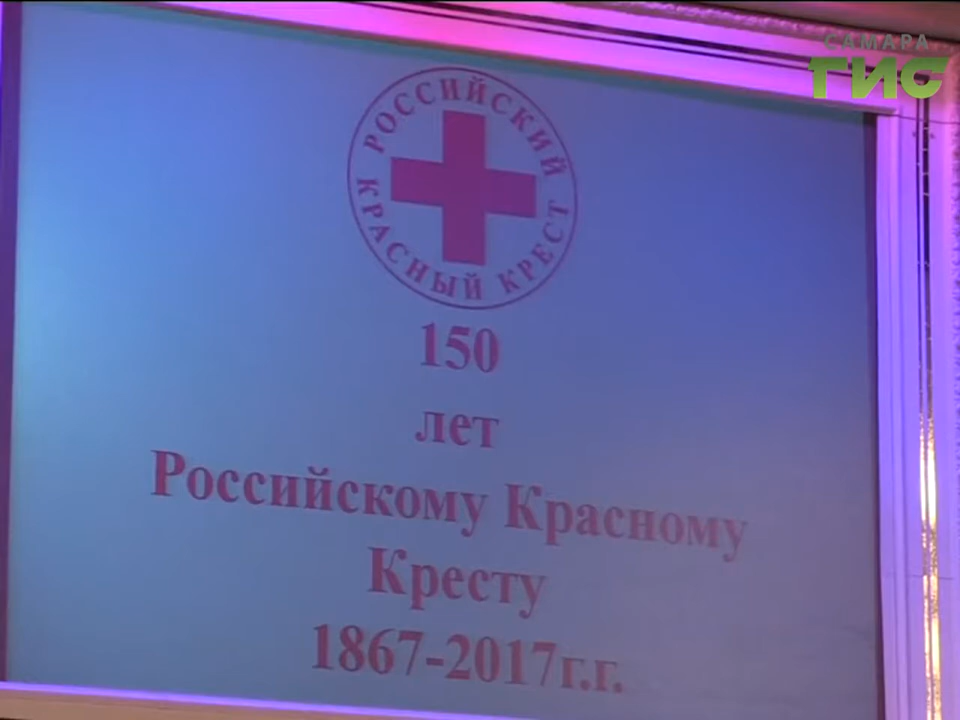 САМАРА
ГИС
РОССИЙСКИЙ
КРАСНЫЙ КРЕСТ
150
лет
Российскому Красному
Кресту
1867-2017г.г.